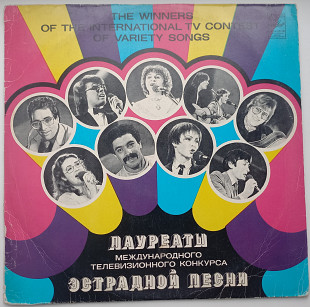 THE WINNERS
OF THE INTERNATIONAL TV CONTEST
OF VARIETY SONGS
ЛАУРЕАТЫ
МЕЖДУНАРОДНОГО
ТЕЛЕВИЗИОННОГО КОНКУРСА
ЭСТРАДНОЙ ПЕСНИ